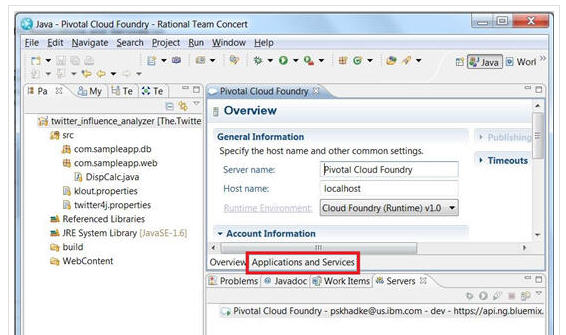 Java - Pivotal Cloud Foundry - Rational Team Concert
File Edit Navigate Search Project Run Window Help
Java Worl »
Pa My Te Te
Pivotal Cloud Foundry
Overview
General Information
Publishing
Specify the host name and other common settings.
Timeouts
Server name: Pivotal Cloud Foundry
Host name: localhost
Runtime Environment: Cloud Foundry (Runtime) v1.0
Account Information
Overview Applications and Services
twitter_influence_analyzer [The.Twitte
src
com.sampleapp.db
com.sampleapp.web
DispCalc.java
klout.properties
twitter4j.properties
Referenced Libraries
JRE System Library [JavaSE-1.6]
build
WebContent
Problems @ Javadoc Work Items Servers
Pivotal Cloud Foundry - pskhadke@us.ibm.com - dev - https://api.ng.bluemix.